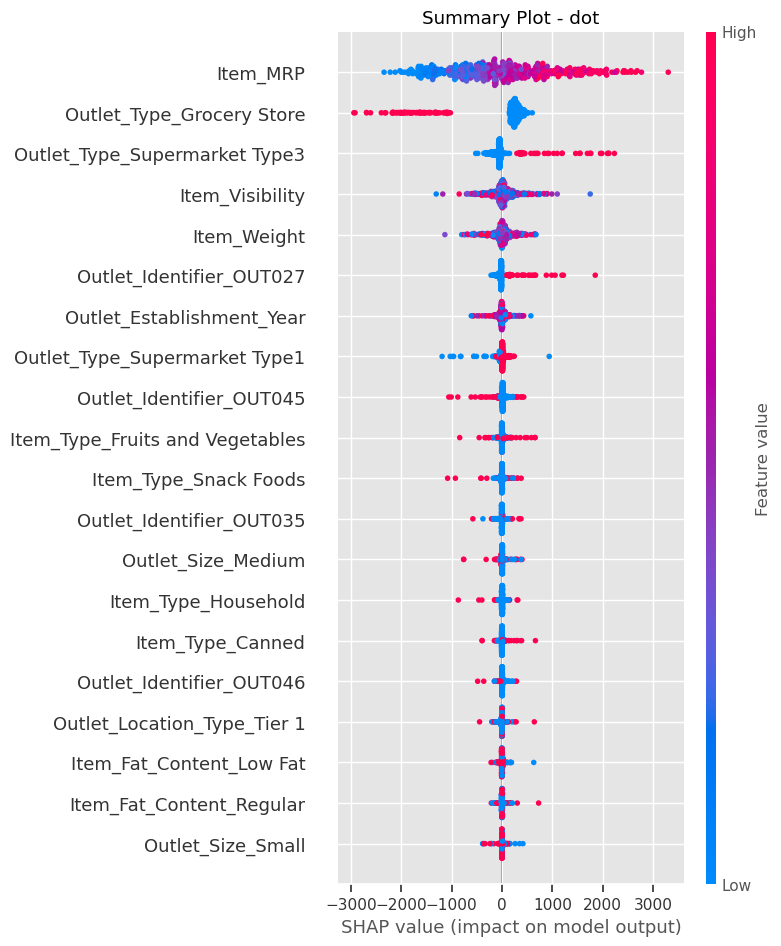 Summary Plot - dot
High
Item_MRP
Outlet_Type_Grocery Store
Outlet_Type_Supermarket Type3
Item_Visibility
Item_Weight
Outlet_Identifier_OUT027
Outlet_Establishment_Year
Outlet_Type_Supermarket Type1
Outlet_Identifier_OUT045
Item_Type_Fruits and Vegetables
Item_Type_Snack Foods
Outlet_Identifier_OUT035
Outlet_Size_Medium
Item_Type_Household
Item_Type_Canned
Outlet_Identifier_OUT046
Outlet_Location_Type_Tier 1
Item_Fat_Content_Low Fat
Item_Fat_Content_Regular
Outlet_Size_Small
Feature value
Low
−3000 −2000 −1000 0 1000 2000 3000
SHAP value (impact on model output)